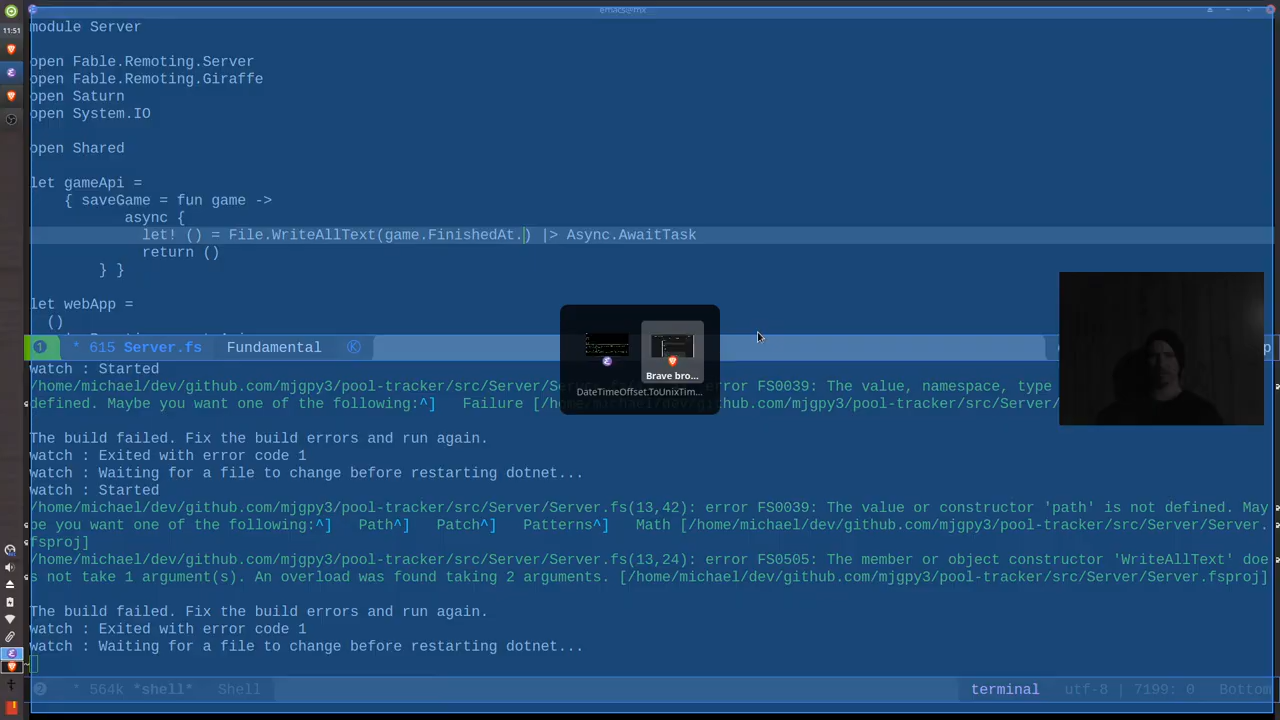 emacs@mx
11:51
module Server
open Fable.Remoting.Server
open Fable.Remoting.Giraffe
open Saturn
open System.IO
open Shared
let gameApi =
{ saveGame = fun game ->
async {
let! () = File.WriteAllText(game.FinishedAt.) |> Async.AwaitTask
return ()
} }
let webApp =
()
1 * 615 Server.fs Fundamental K
watch : Started
/home/michael/dev/github.com/mjgpy3/pool-tracker/src/Server/Se error FS0039: The value, namespace, type
defined. Maybe you want one of the following:^] Failure [/home/michael/dev/github.com/mjgpy3/pool-tracker/src/Server/
Brave bro...
DateTimeOffset.ToUnixTim...
The build failed. Fix the build errors and run again.
watch : Exited with error code 1
watch : Waiting for a file to change before restarting dotnet...
watch : Started
/home/michael/dev/github.com/mjgpy3/pool-tracker/src/Server/Server.fs(13,42): error FS0039: The value or constructor 'path' is not defined. May
be you want one of the following:^] Path^] Patch^] Patterns^] Math [/home/michael/dev/github.com/mjgpy3/pool-tracker/src/Server/Server.
fsproj]
/home/michael/dev/github.com/mjgpy3/pool-tracker/src/Server/Server.fs(13,24): error FS0505: The member or object constructor 'WriteAllText' doe
s not take 1 argument(s). An overload was found taking 2 arguments. [/home/michael/dev/github.com/mjgpy3/pool-tracker/src/Server/Server.fsproj]
The build failed. Fix the build errors and run again.
watch : Exited with error code 1
watch : Waiting for a file to change before restarting dotnet...
2 * 564k *shell* Shell terminal utf-8 | 7199: 0 Bottom